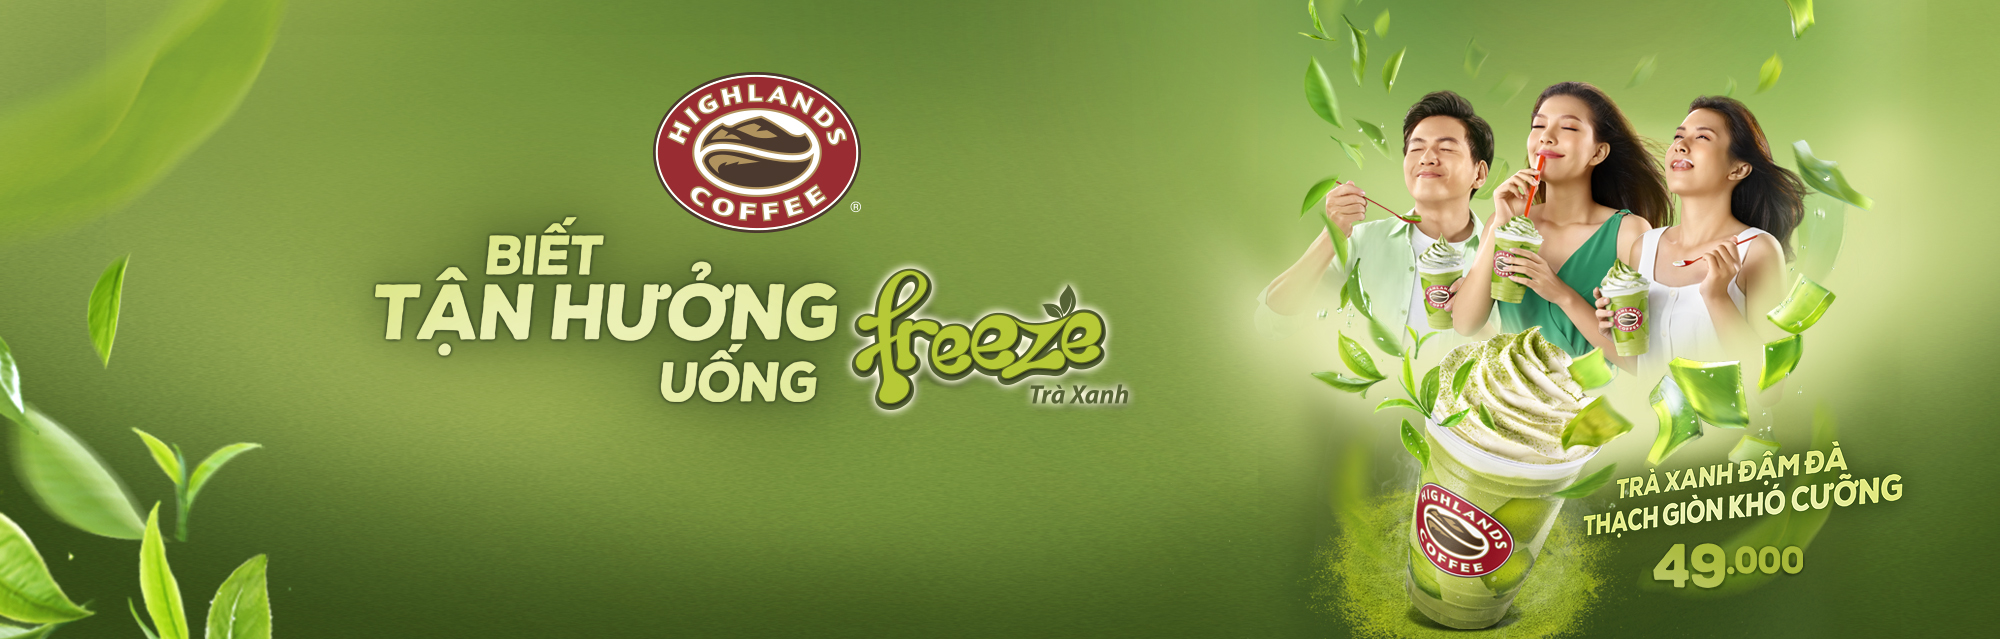 HIGHLANDS
COFFEE
®
BIẾT
TẬN HƯỞNG
UỐNG
freeze
Trà Xanh
HIGHLANDS
COFFEE
TRÀ XANH ĐẬM ĐÀ
THẠCH GIÒN KHÓ CƯỠNG
49.000